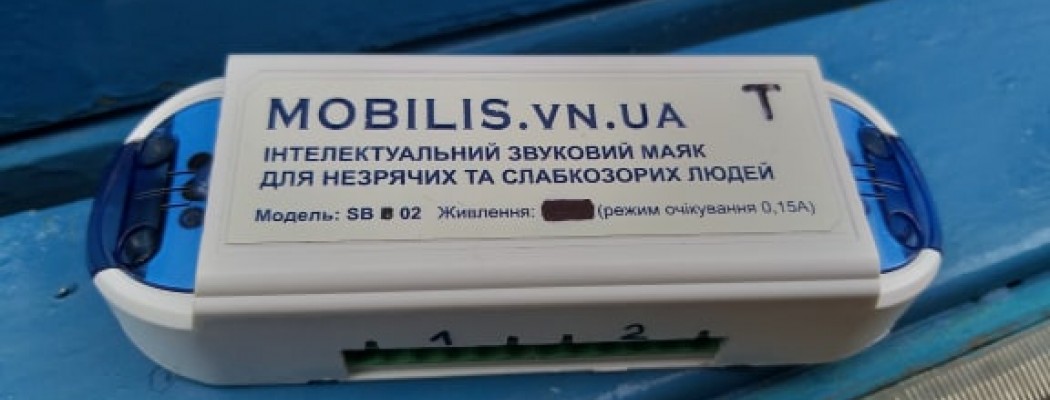 MOBILIS.VN.UA T
ІНТЕЛЕКТУАЛЬНИЙ ЗВУКОВИЙ МАЯК
ДЛЯ НЕЗРЯЧИХ ТА СЛАБКОЗОРИХ ЛЮДЕЙ
Модель: SB 02 Живлення: (режим очікування 0,15А)
1 2